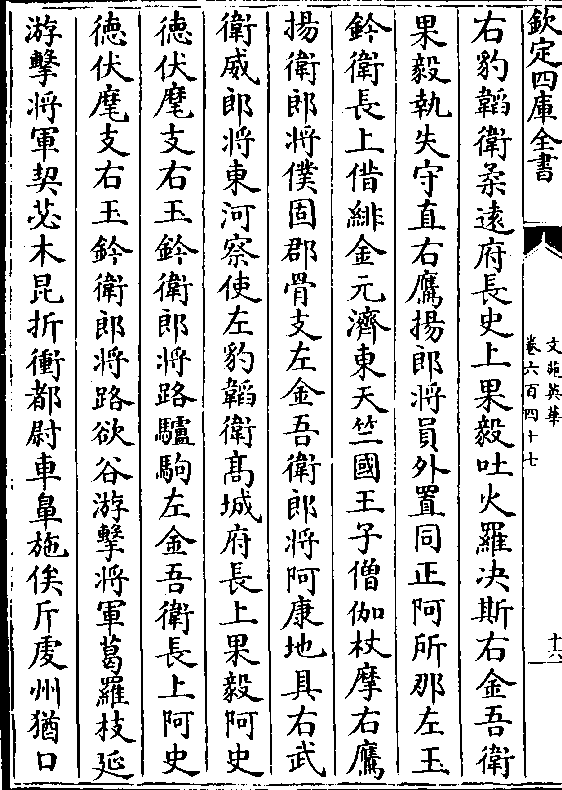 欽定四庫全書
文苑英華
卷六百四十七
十六
右豹韜衛柔遠府長史上果毅吐火羅决斯右金吾衛
果毅執失守直右鷹揚郎將員外置同正阿所那左玉
鈐衛長上借緋金元濟東天竺國王子僧伽杖摩右鷹
揚衛郎將僕固郡骨支左金吾衛郎將阿康地具右武
衛威郎將東河察使左豹韜衛髙城府長上果毅阿史
徳伏麾支右玉鈐衛郎將路驢駒左金吾衛長上阿史
徳伏麾支右玉鈐衛郎將路欲谷游擊將軍葛羅枝延
游擊將軍契苾木昆折衝都尉車鼻施俟斤䖍州猶口